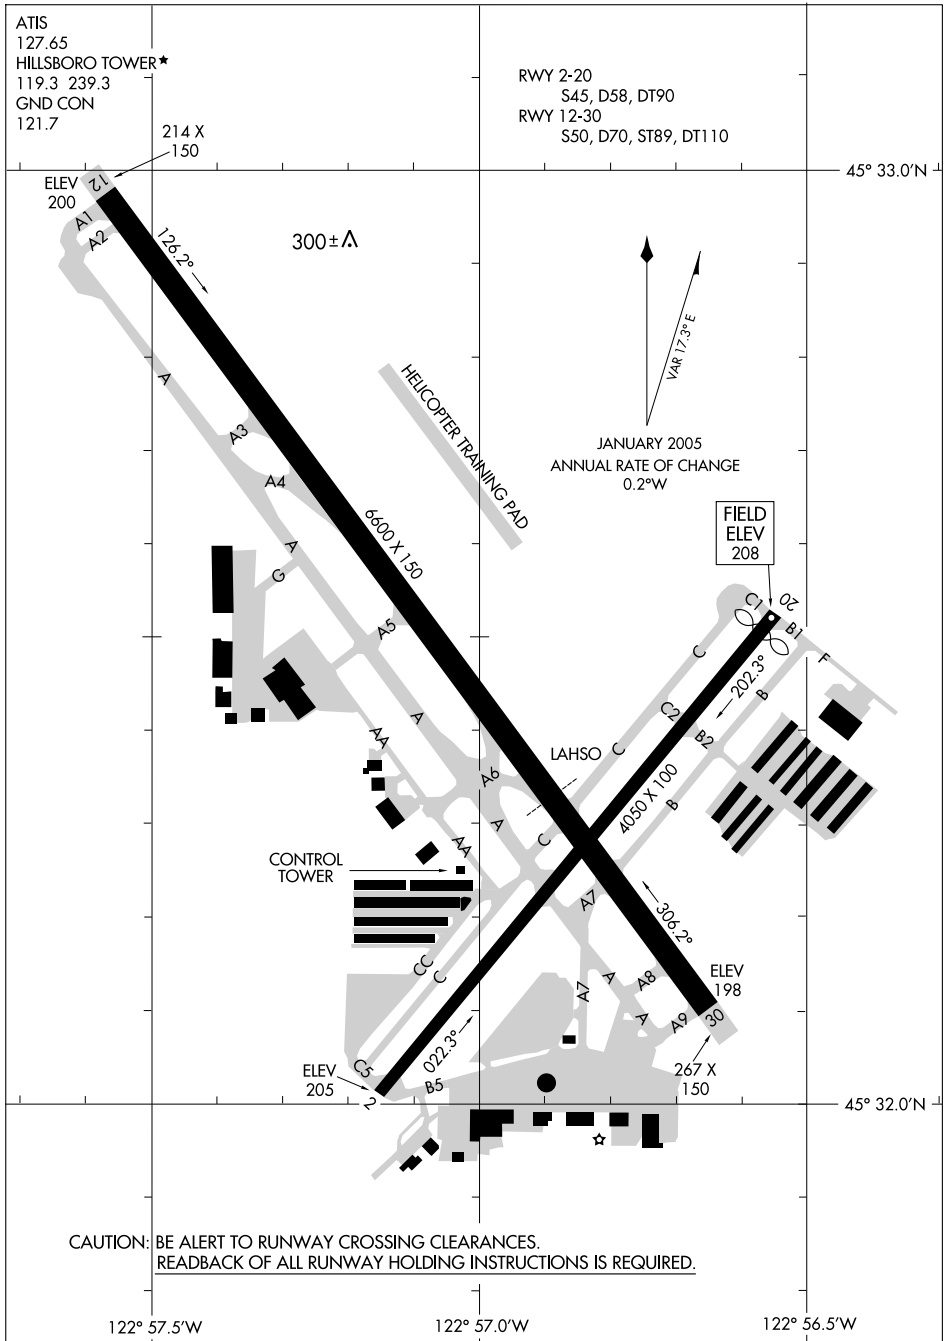 ATIS
127.65
HILLSBORO TOWER★
119.3 239.3
GND CON
121.7
RWY 2-20
S45, D58, DT90
RWY 12-30
S50, D70, ST89, DT110
214 X
150
45° 33.0'N
ELEV
200
12
A1
A2
126.2°
300±
VAR 17.3° E
A
HELICOPTER TRAINING PAD
A3
JANUARY 2005
ANNUAL RATE OF CHANGE
0.2°W
A4
6600 X 150
FIELD
ELEV
208
A
G
C1
20
B1
A5
C
F
202.3°
B
A
C2
AA
B2
LAHSO
C
A6
4050 X 100
B
A
C
AA
CONTROL
TOWER
A7
306.2°
CC
C
A7
A
A8
ELEV
198
A
A9
30
022.3°
C5
ELEV
205
B5
2
267 X
150
45° 32.0'N
CAUTION: BE ALERT TO RUNWAY CROSSING CLEARANCES.
READBACK OF ALL RUNWAY HOLDING INSTRUCTIONS IS REQUIRED.
122° 57.5'W
122° 57.0'W
122° 56.5'W